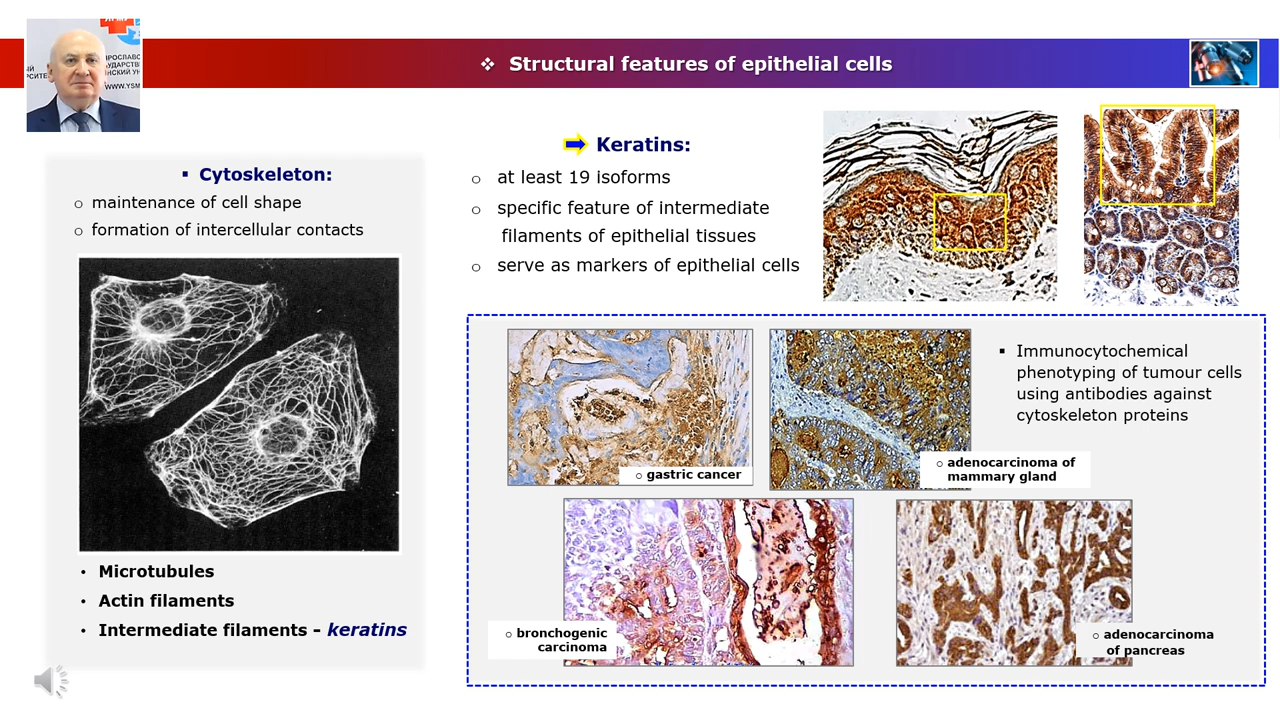 ❖ Structural features of epithelial cells
WWW.YSM
▪ Cytoskeleton:
o maintenance of cell shape
o formation of intercellular contacts
• Microtubules
• Actin filaments
• Intermediate filaments – keratins
Keratins:
o at least 19 isoforms
o specific feature of intermediate
filaments of epithelial tissues
o serve as markers of epithelial cells
▪ Immunocytochemical
phenotyping of tumour cells
using antibodies against
cytoskeleton proteins
o gastric cancer
o adenocarcinoma of
mammary gland
o bronchogenic
carcinoma
o adenocarcinoma
of pancreas